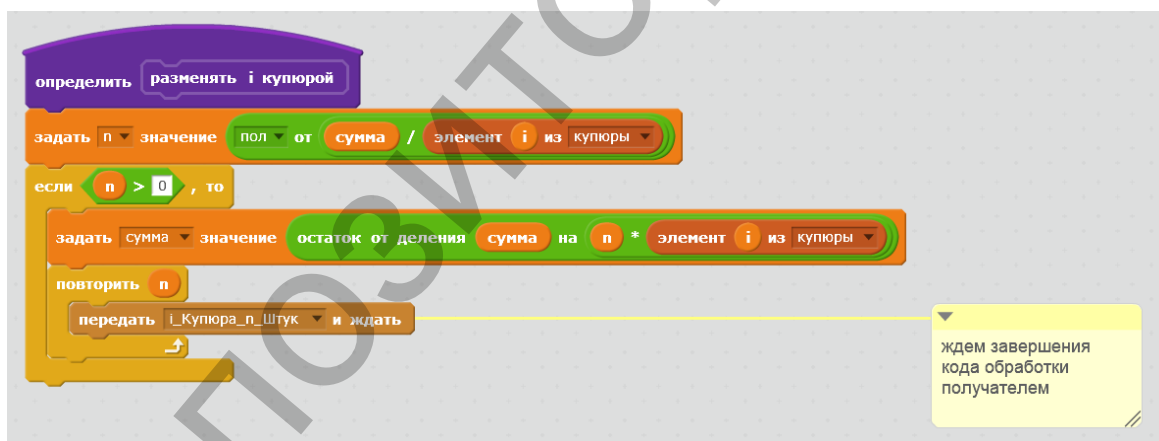 определить разменять i купюрой
задать n значение пол от сумма / элемент i из купюры
если n > 0 , то
задать сумма значение остаток от деления сумма на n * элемент i из купюры
повторить n
передать i_Купюра_n_Штук и ждать
ждем завершения
кода обработки
получателем
ПОЗИТО